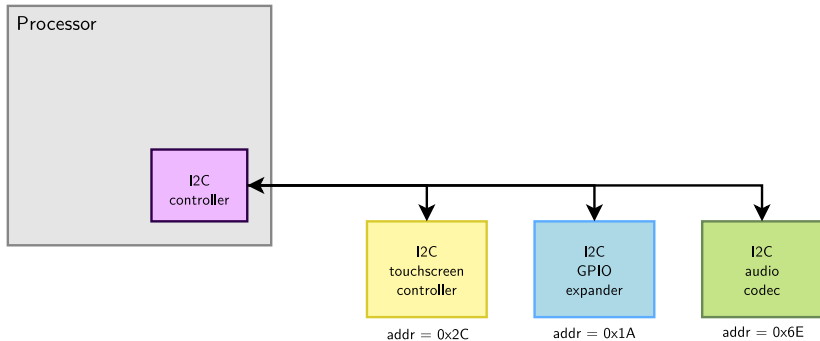 Processor
I2C
controller
I2C
touchscreen
controller
addr = 0x2C
I2C
GPIO
expander
addr = 0x1A
I2C
audio
codec
addr = 0x6E